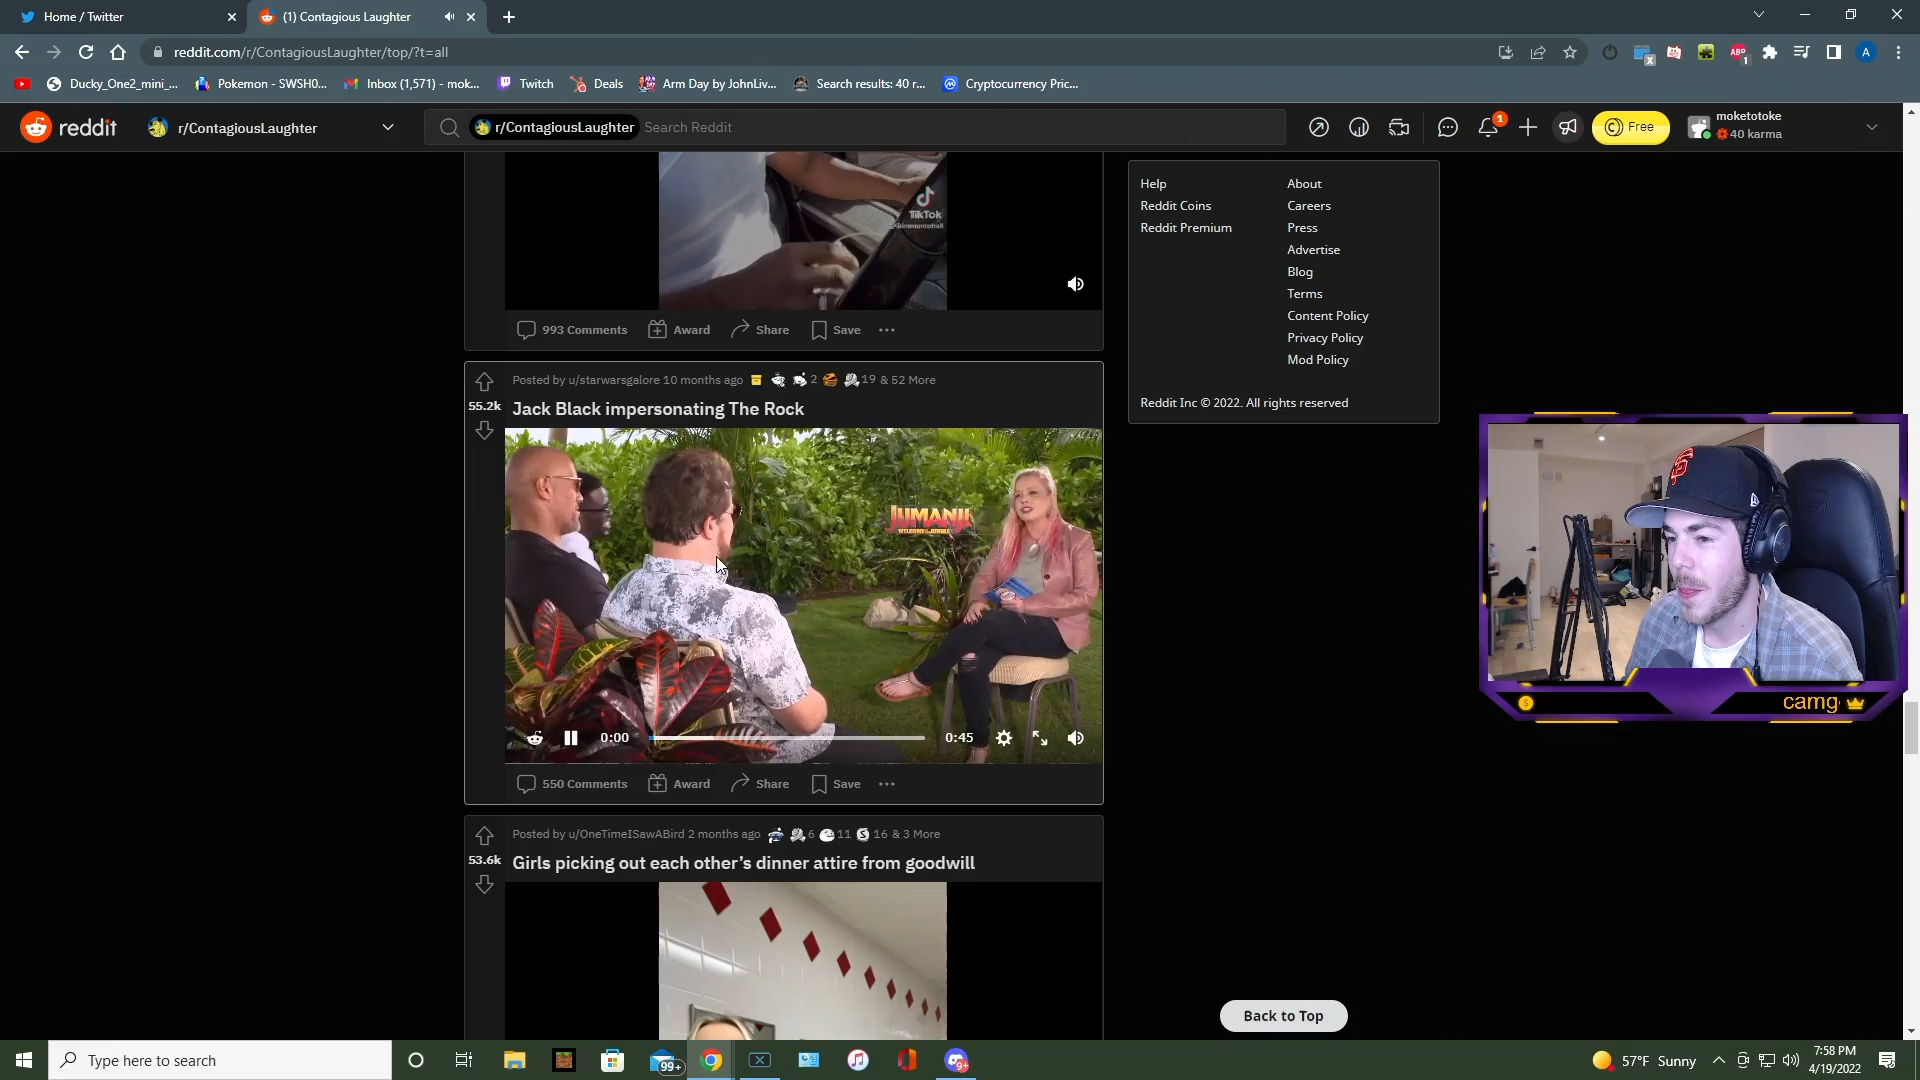 Home / Twitter
(1) Contagious Laughter
reddit.com/r/ContagiousLaughter/top/?t=all
Ducky_One2_mini_...
Pokemon - SWSH0...
Inbox (1,571) - mok...
Twitch
Deals
Arm Day by JohnLiv...
Search results: 40 r...
Cryptocurrency Pric...
reddit
r/ContagiousLaughter
r/ContagiousLaughter
Search Reddit
1
Free
moketotoke
40 karma
TikTok
993 Comments
Award
Share
Save
Help
Reddit Coins
Reddit Premium
About
Careers
Press
Advertise
Blog
Terms
Content Policy
Privacy Policy
Mod Policy
Reddit Inc © 2022. All rights reserved
55.2k
Posted by u/starwarsgalore 10 months ago 2 19 & 52 More
Jack Black impersonating The Rock
JUMANJI
0:00
0:45
550 Comments
Award
Share
Save
camg
53.6k
Posted by u/OneTimeISawABird 2 months ago 6 11 16 & 3 More
Girls picking out each other's dinner attire from goodwill
Back to Top
Type here to search
99+
9+
57°F Sunny
7:58 PM
4/19/2022